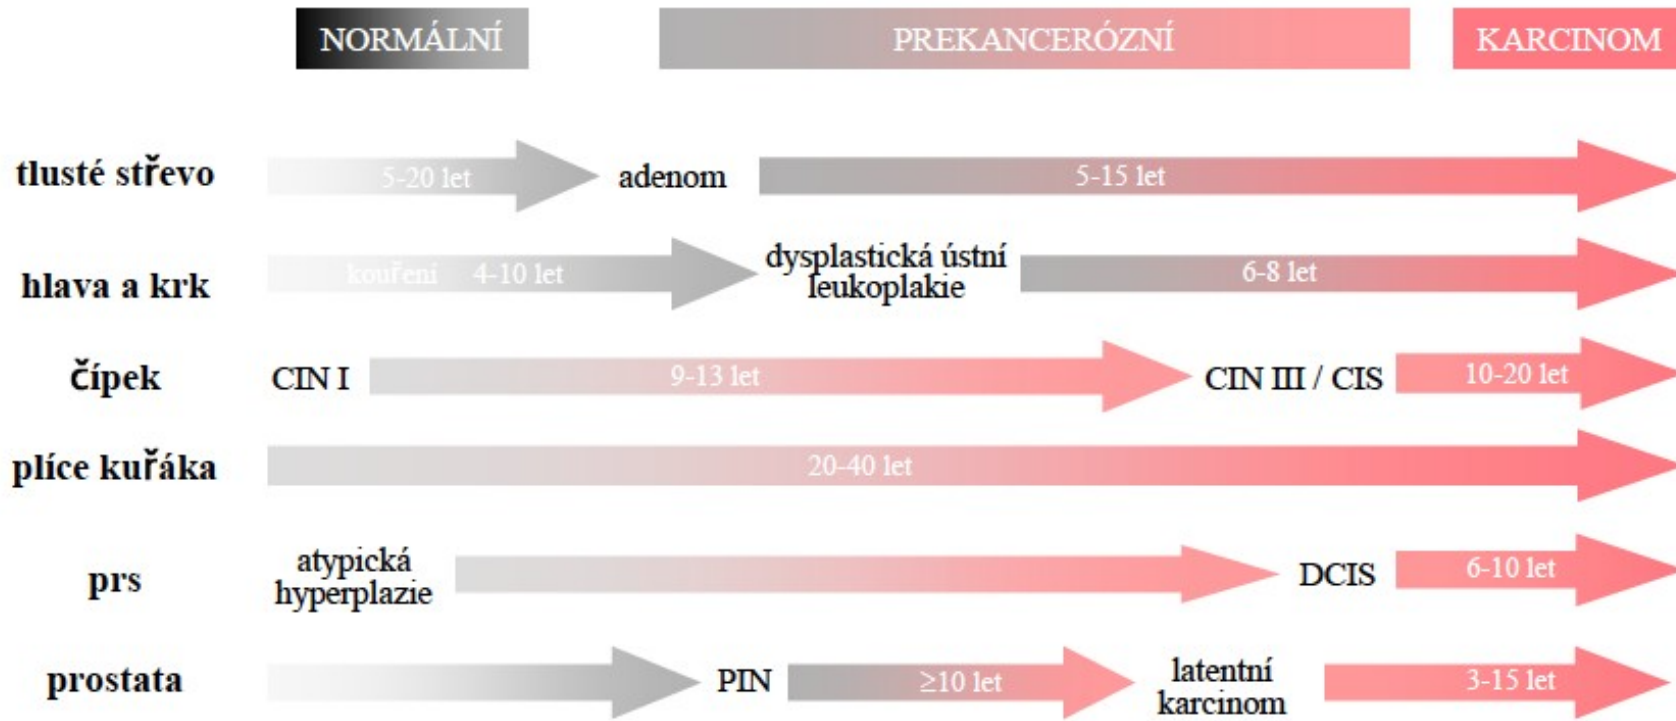 NORMÁLNÍ PREKANCERÓZNÍ KARCINOM
tlusté střevo 5-20 let adenom 5-15 let
hlava a krk kouření 4-10 let dysplastická ústní
leukoplakie 6-8 let
čípek CIN I 9-13 let CIN III / CIS 10-20 let
plíce kuřáka 20-40 let
prs atypická
hyperplazie DCIS 6-10 let
prostata PIN ≥10 let latentní
karcinom 3-15 let